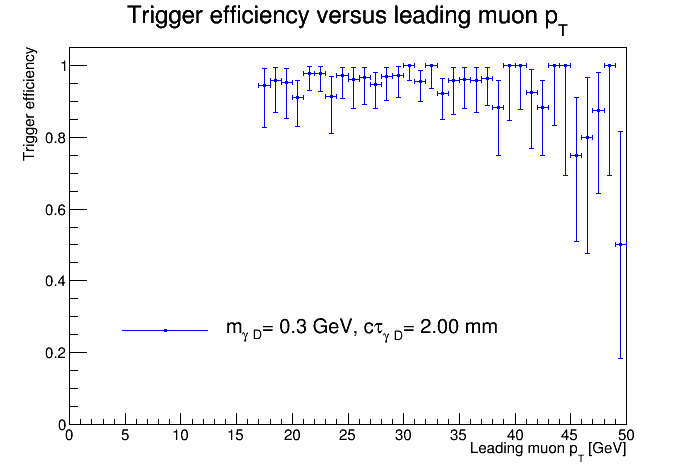 Trigger efficiency versus leading muon p_T
Trigger efficiency
1
0.8
0.6
0.4
0.2
0
m_γ D= 0.3 GeV, cτ_γ D= 2.00 mm
0 5 10 15 20 25 30 35 40 45 50
Leading muon p_T [GeV]